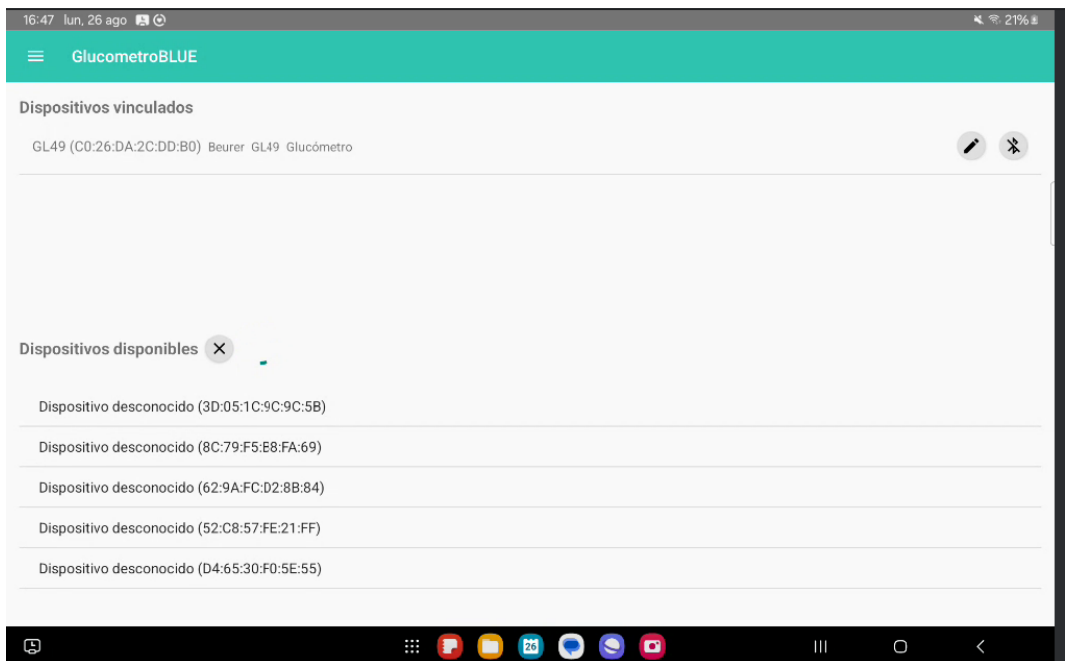 16:47 lun, 26 ago 21%
GlucometroBLUE
Dispositivos vinculados
GL49 (C0:26:DA:2C:DD:B0) Beurer GL49 Glucómetro
Dispositivos disponibles
Dispositivo desconocido (3D:05:1C:9C:9C:5B)
Dispositivo desconocido (8C:79:F5:E8:FA:69)
Dispositivo desconocido (62:9A:FC:D2:8B:84)
Dispositivo desconocido (52:C8:57:FE:21:FF)
Dispositivo desconocido (D4:65:30:F0:5E:55)
26